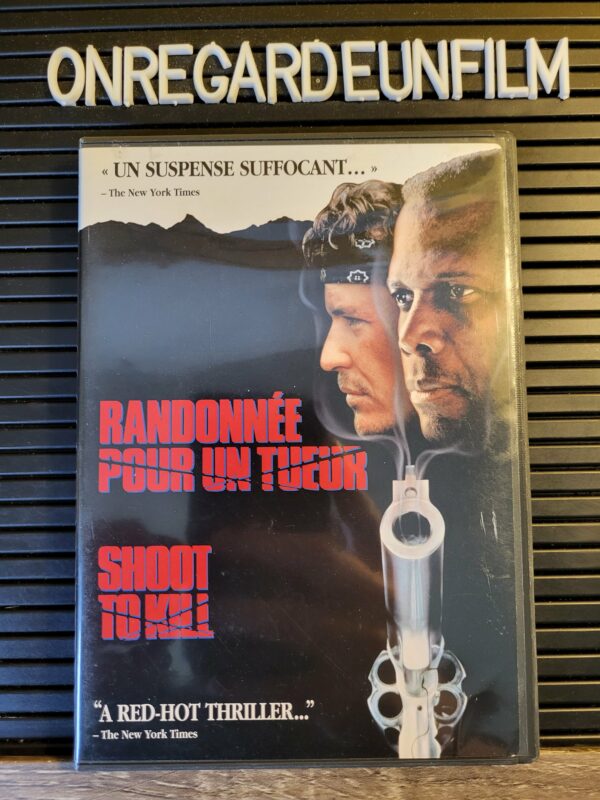 ONREGARDEUNFILM
« UN SUSPENSE SUFFOCANT... »
– The New York Times
RANDONNÉE
POUR UN TUEUR
SHOOT
TO KILL
“A RED-HOT THRILLER...”
– The New York Times